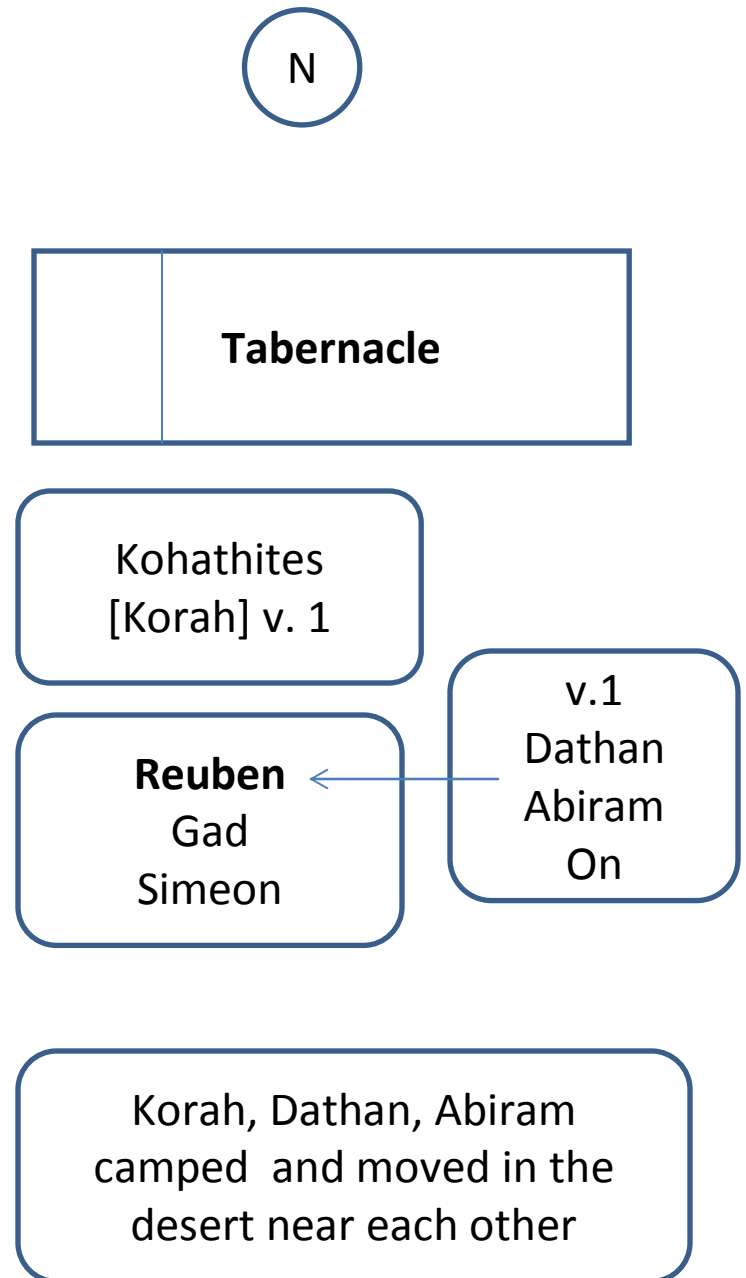 N
Tabernacle
Kohathites
[Korah] v. 1
Reuben
Gad
Simeon
v.1
Dathan
Abiram
On
Korah, Dathan, Abiram
camped and moved in the
desert near each other